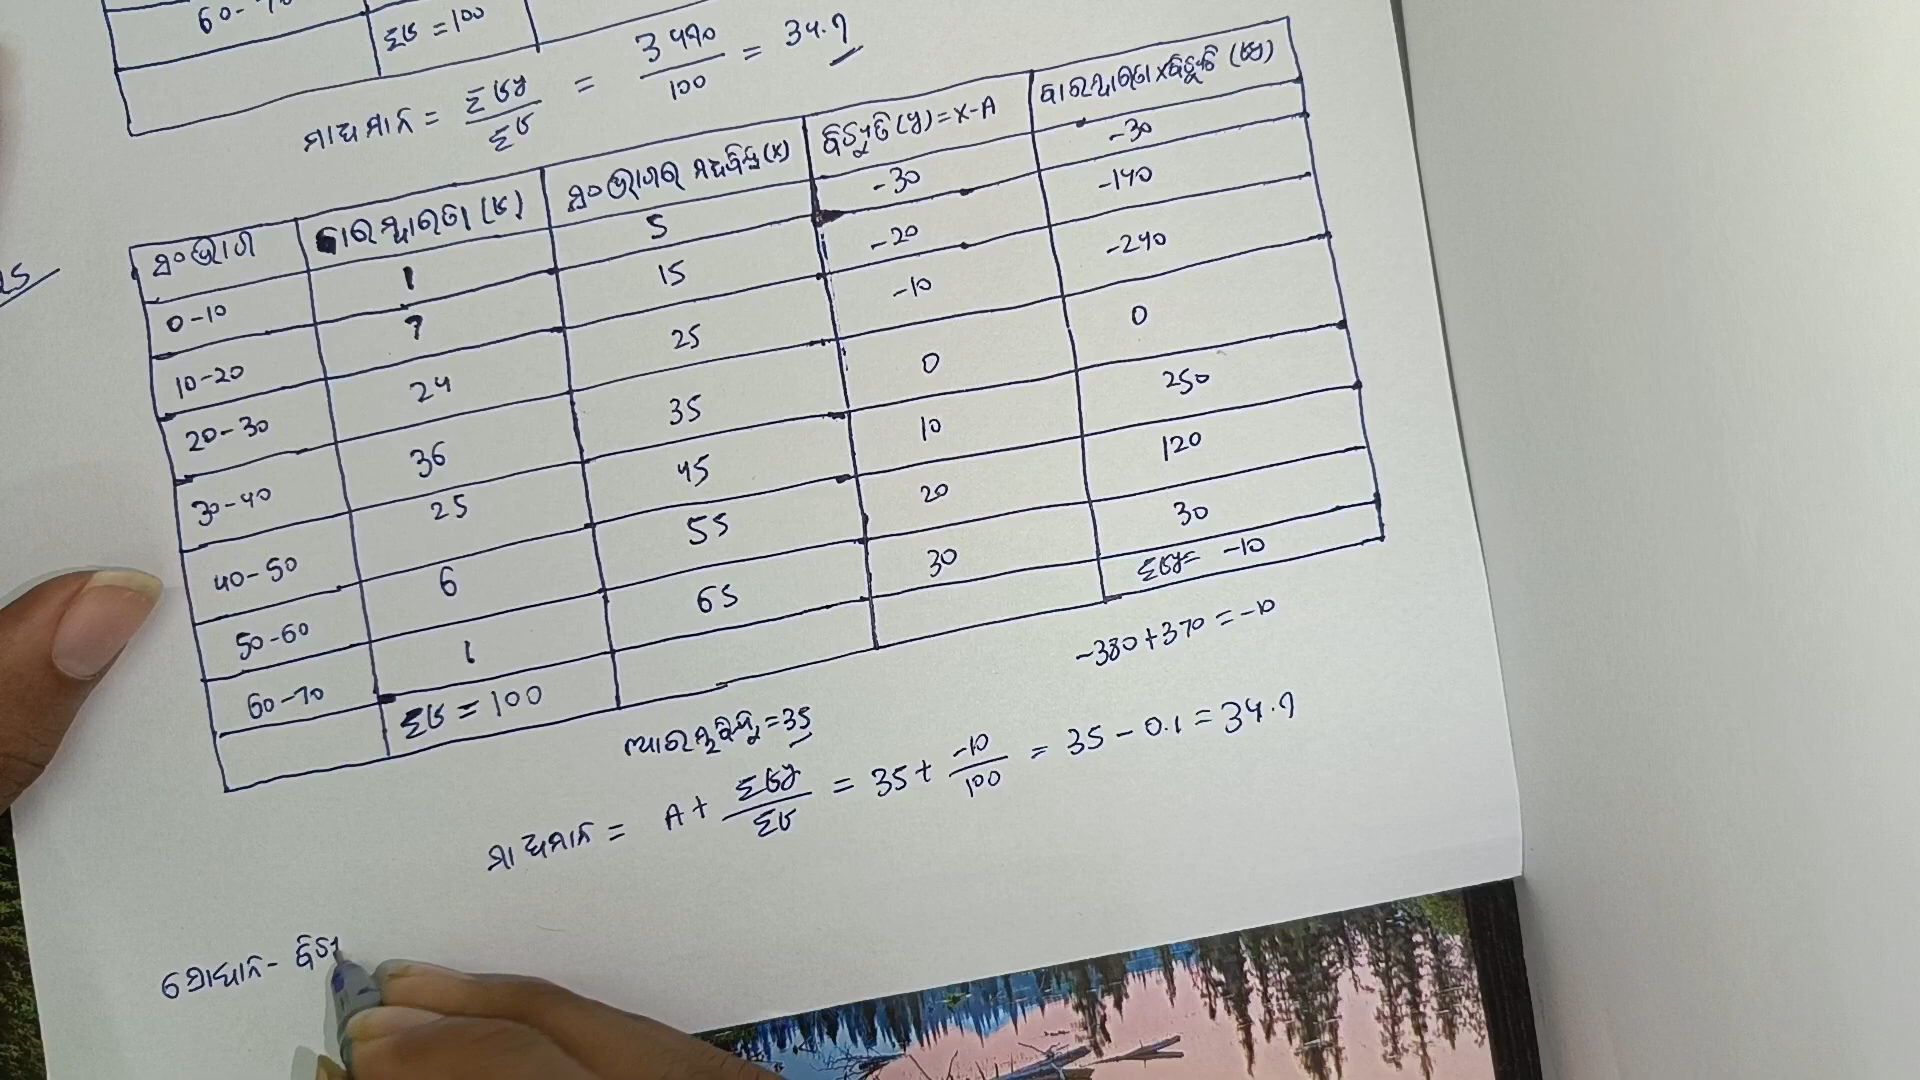 60-70
Σf = 100
ମାଧ୍ୟମାନ = Σfy / Σf = 3490 / 100 = 34.9
ସଂଭାଗ ବାରମ୍ବାରତା (f) ସଂଭାଗର ମଧ୍ୟବିନ୍ଦୁ (x) ବିଚ୍ୟୁତି (y) = x-A ବାରମ୍ବାରତା × ବିଚ୍ୟୁତି (fy)
0-10 1 5 -30 -30
10-20 7 15 -20 -140
20-30 24 25 -10 -240
30-40 36 35 0 0
40-50 25 45 10 250
50-60 6 55 20 120
60-70 1 65 30 30
Σf = 100 Σfy = -10
-380+370 = -10
ଆରମ୍ଭବିନ୍ଦୁ = 35
ମାଧ୍ୟମାନ = A + Σfy / Σf = 35 + -10 / 100 = 35 - 0.1 = 34.9
ସୋପାନ-